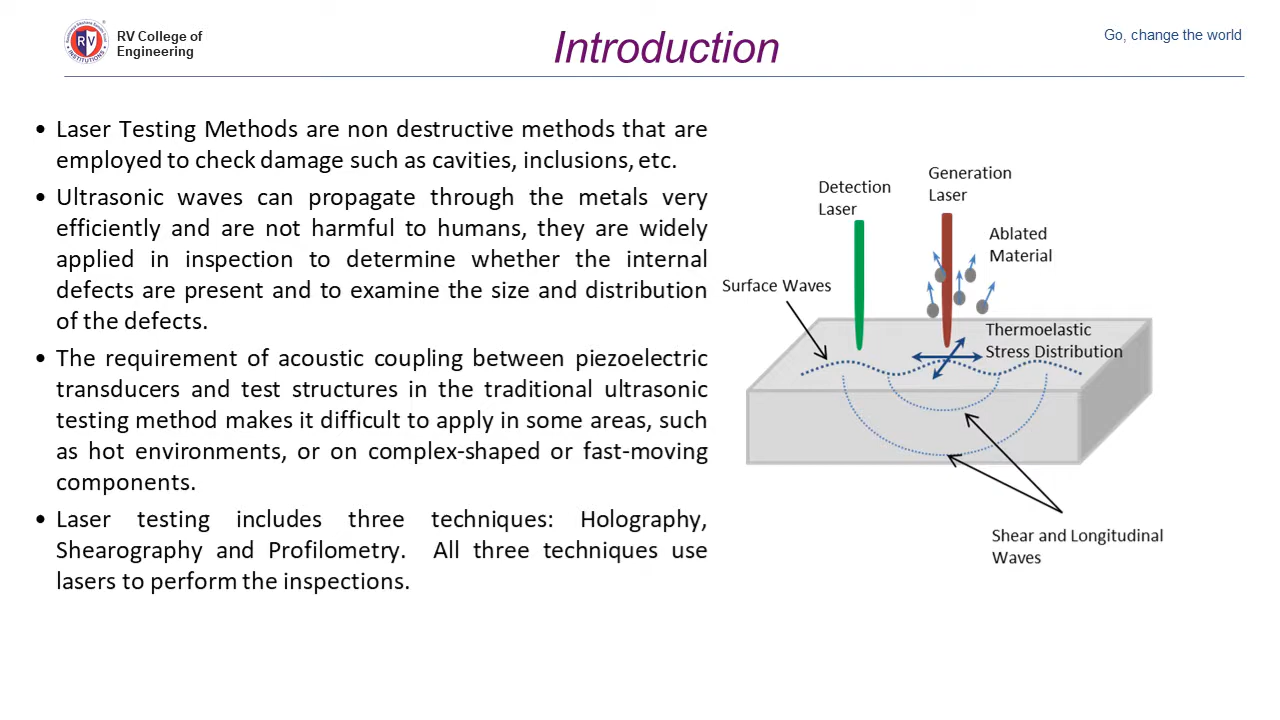 RV College of
Engineering
Introduction
Go, change the world
• Laser Testing Methods are non destructive methods that are
employed to check damage such as cavities, inclusions, etc.
• Ultrasonic waves can propagate through the metals very
efficiently and are not harmful to humans, they are widely
applied in inspection to determine whether the internal
defects are present and to examine the size and distribution
of the defects.
• The requirement of acoustic coupling between piezoelectric
transducers and test structures in the traditional ultrasonic
testing method makes it difficult to apply in some areas, such
as hot environments, or on complex-shaped or fast-moving
components.
• Laser testing includes three techniques: Holography,
Shearography and Profilometry. All three techniques use
lasers to perform the inspections.
Detection
Laser
Generation
Laser
Ablated
Material
Surface Waves
Thermoelastic
Stress Distribution
Shear and Longitudinal
Waves
RV
INSTITUTIONS